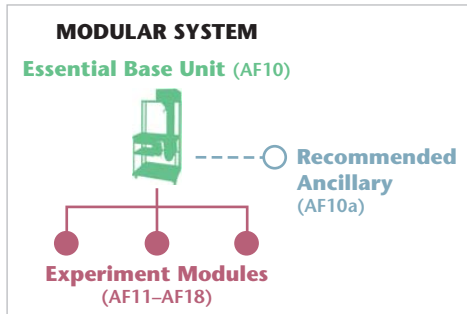 MODULAR SYSTEM
Essential Base Unit (AF10)
Recommended
Ancillary
(AF10a)
Experiment Modules
(AF11–AF18)